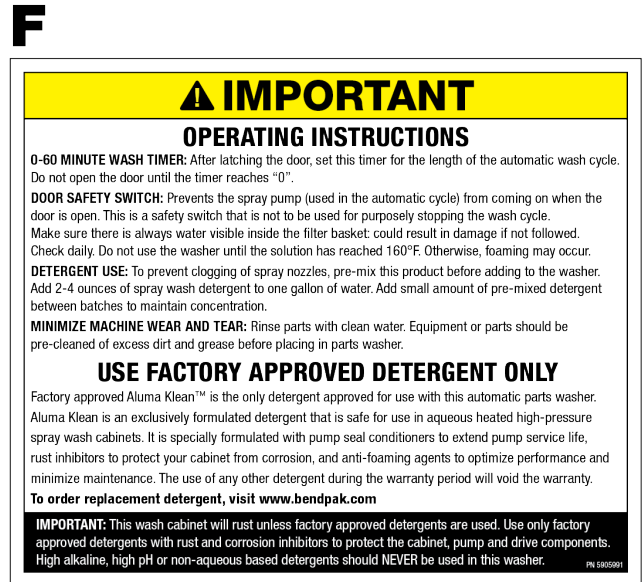 F
⚠ IMPORTANT
OPERATING INSTRUCTIONS
0-60 MINUTE WASH TIMER: After latching the door, set this timer for the length of the automatic wash cycle.
Do not open the door until the timer reaches “0”.
DOOR SAFETY SWITCH: Prevents the spray pump (used in the automatic cycle) from coming on when the
door is open. This is a safety switch that is not to be used for purposely stopping the wash cycle.
Make sure there is always water visible inside the filter basket: could result in damage if not followed.
Check daily. Do not use the washer until the solution has reached 160°F. Otherwise, foaming may occur.
DETERGENT USE: To prevent clogging of spray nozzles, pre-mix this product before adding to the washer.
Add 2-4 ounces of spray wash detergent to one gallon of water. Add small amount of pre-mixed detergent
between batches to maintain concentration.
MINIMIZE MACHINE WEAR AND TEAR: Rinse parts with clean water. Equipment or parts should be
pre-cleaned of excess dirt and grease before placing in parts washer.
USE FACTORY APPROVED DETERGENT ONLY
Factory approved Aluma Klean™ is the only detergent approved for use with this automatic parts washer.
Aluma Klean is an exclusively formulated detergent that is safe for use in aqueous heated high-pressure
spray wash cabinets. It is specially formulated with pump seal conditioners to extend pump service life,
rust inhibitors to protect your cabinet from corrosion, and anti-foaming agents to optimize performance and
minimize maintenance. The use of any other detergent during the warranty period will void the warranty.
To order replacement detergent, visit www.bendpak.com
IMPORTANT: This wash cabinet will rust unless factory approved detergents are used. Use only factory
approved detergents with rust and corrosion inhibitors to protect the cabinet, pump and drive components.
High alkaline, high pH or non-aqueous based detergents should NEVER be used in this washer.
PN 5905991